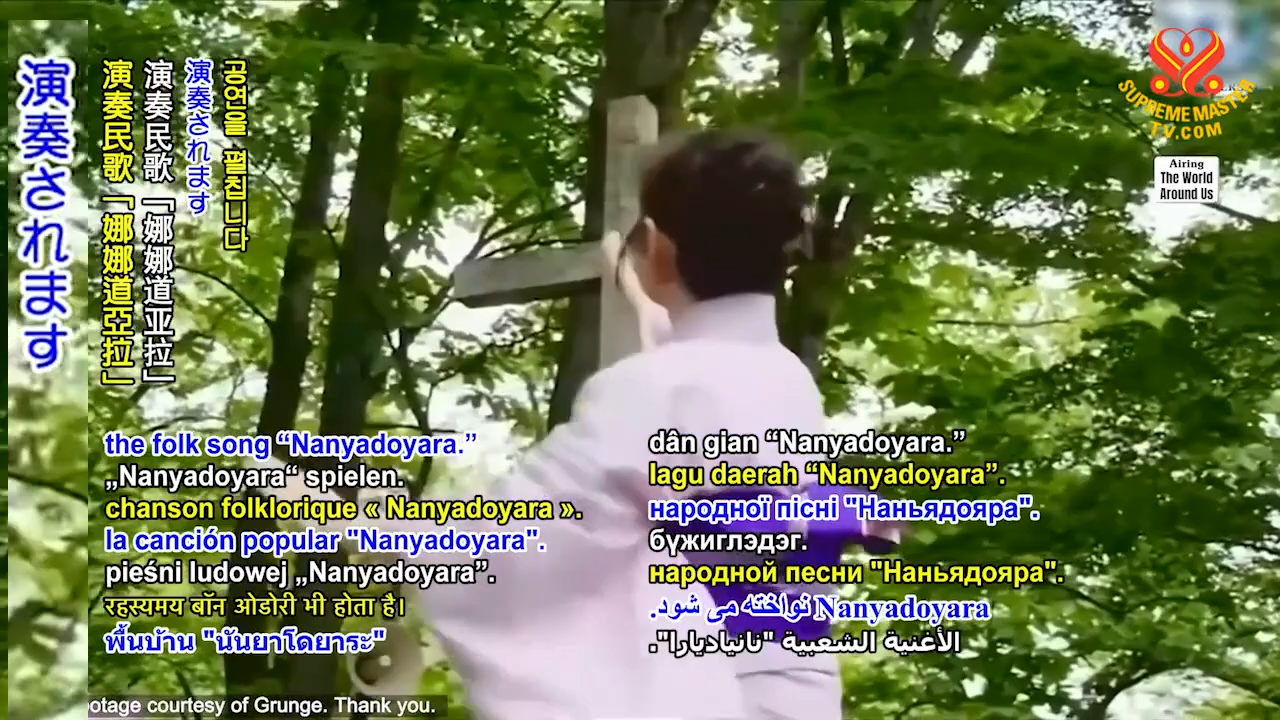 演奏されます
演奏民歌「娜娜道亞拉」
演奏民歌「娜娜道亚拉」
演奏されます
공연을 펼칩니다
SUPREME MASTER
TV.COM
Airing
The World
Around Us
the folk song “Nanyadoyara.”
„Nanyadoyara“ spielen.
chanson folklorique « Nanyadoyara ».
la canción popular "Nanyadoyara".
pieśni ludowej „Nanyadoyara”.
रहस्यमय बॉन ओडोरी भी होता है।
พื้นบ้าน "นันยาโดยาระ"
dân gian “Nanyadoyara.”
lagu daerah “Nanyadoyara”.
народної пісні "Наньядояра".
бүжиглэдэг.
народной песни "Наньядояра".
Nanyadoyara نواخته می شود.
الأغنية الشعبية "نانياديارا".
courtesy of Grunge. Thank you.